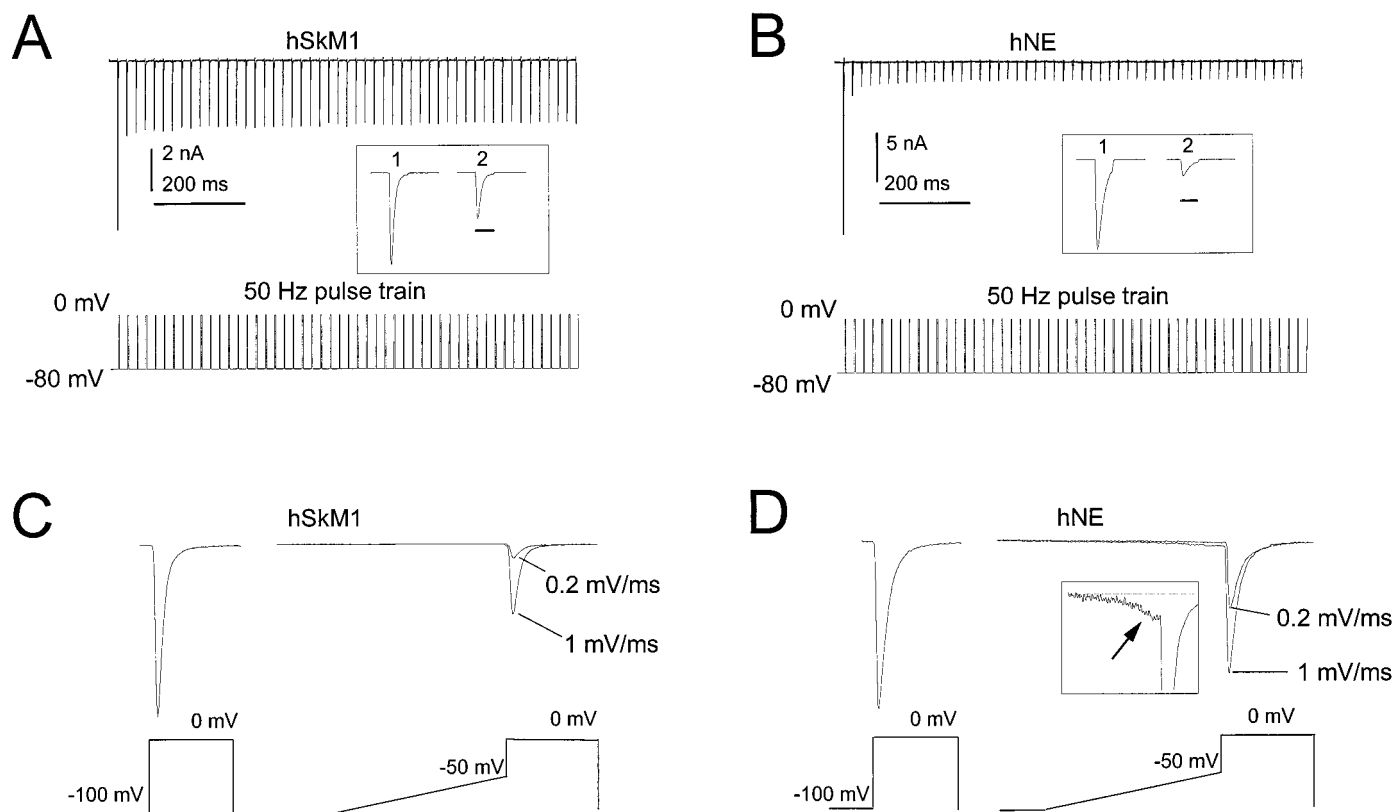 A
hSkM1
2 nA
200 ms
1
2
50 Hz pulse train
0 mV
-80 mV
B
hNE
5 nA
200 ms
1
2
50 Hz pulse train
0 mV
-80 mV
C
hSkM1
0.2 mV/ms
1 mV/ms
0 mV
0 mV
-50 mV
-100 mV
D
hNE
0.2 mV/ms
1 mV/ms
0 mV
0 mV
-50 mV
-100 mV